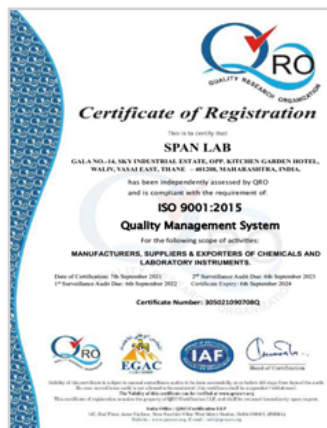 QRO
QUALITY RESEARCH ORGANIZATION
Certificate of Registration
This is to certify that
SPAN LAB
GALA NO.-14, SKY INDUSTRIAL ESTATE, OPP. KITCHEN GARDEN HOTEL,
WALIV, VASAI EAST, THANE - 401208, MAHARASHTRA, INDIA.
has been independently assessed by QRO
and is compliant with the requirement of:
ISO 9001:2015
Quality Management System
For the following scope of activities:
MANUFACTURERS, SUPPLIERS & EXPORTERS OF CHEMICALS AND
LABORATORY INSTRUMENTS.
Date of Certification: 7th September 2021 2nd Surveillance Audit Due: 6th September 2023
1st Surveillance Audit Due: 6th September 2022 Certificate Expiry: 6th September 2024
Certificate Number: 305021090708Q
QRO
EGAC
IAF
Head of Certification